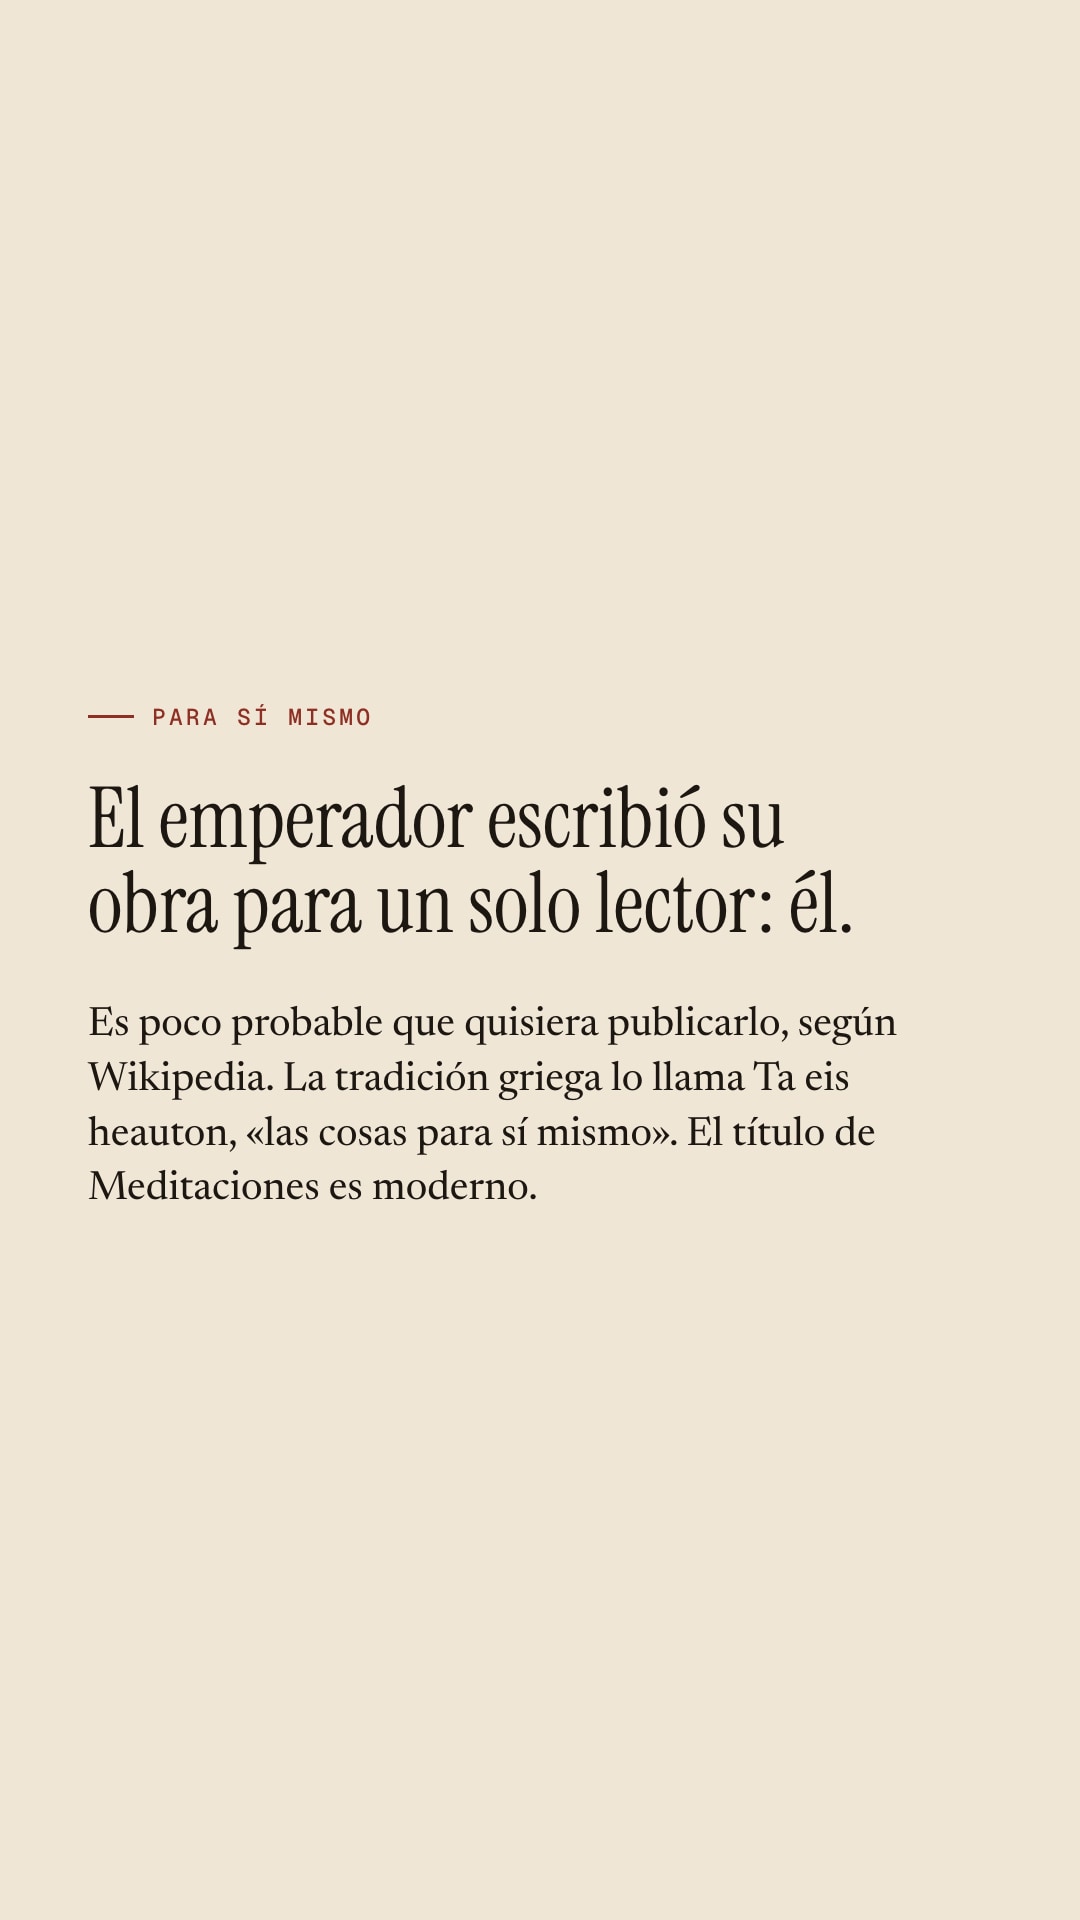 PARA SÍ MISMO
El emperador escribió su
obra para un solo lector: él.
Es poco probable que quisiera publicarlo, según
Wikipedia. La tradición griega lo llama Ta eis
heauton, «las cosas para sí mismo». El título de
Meditaciones es moderno.